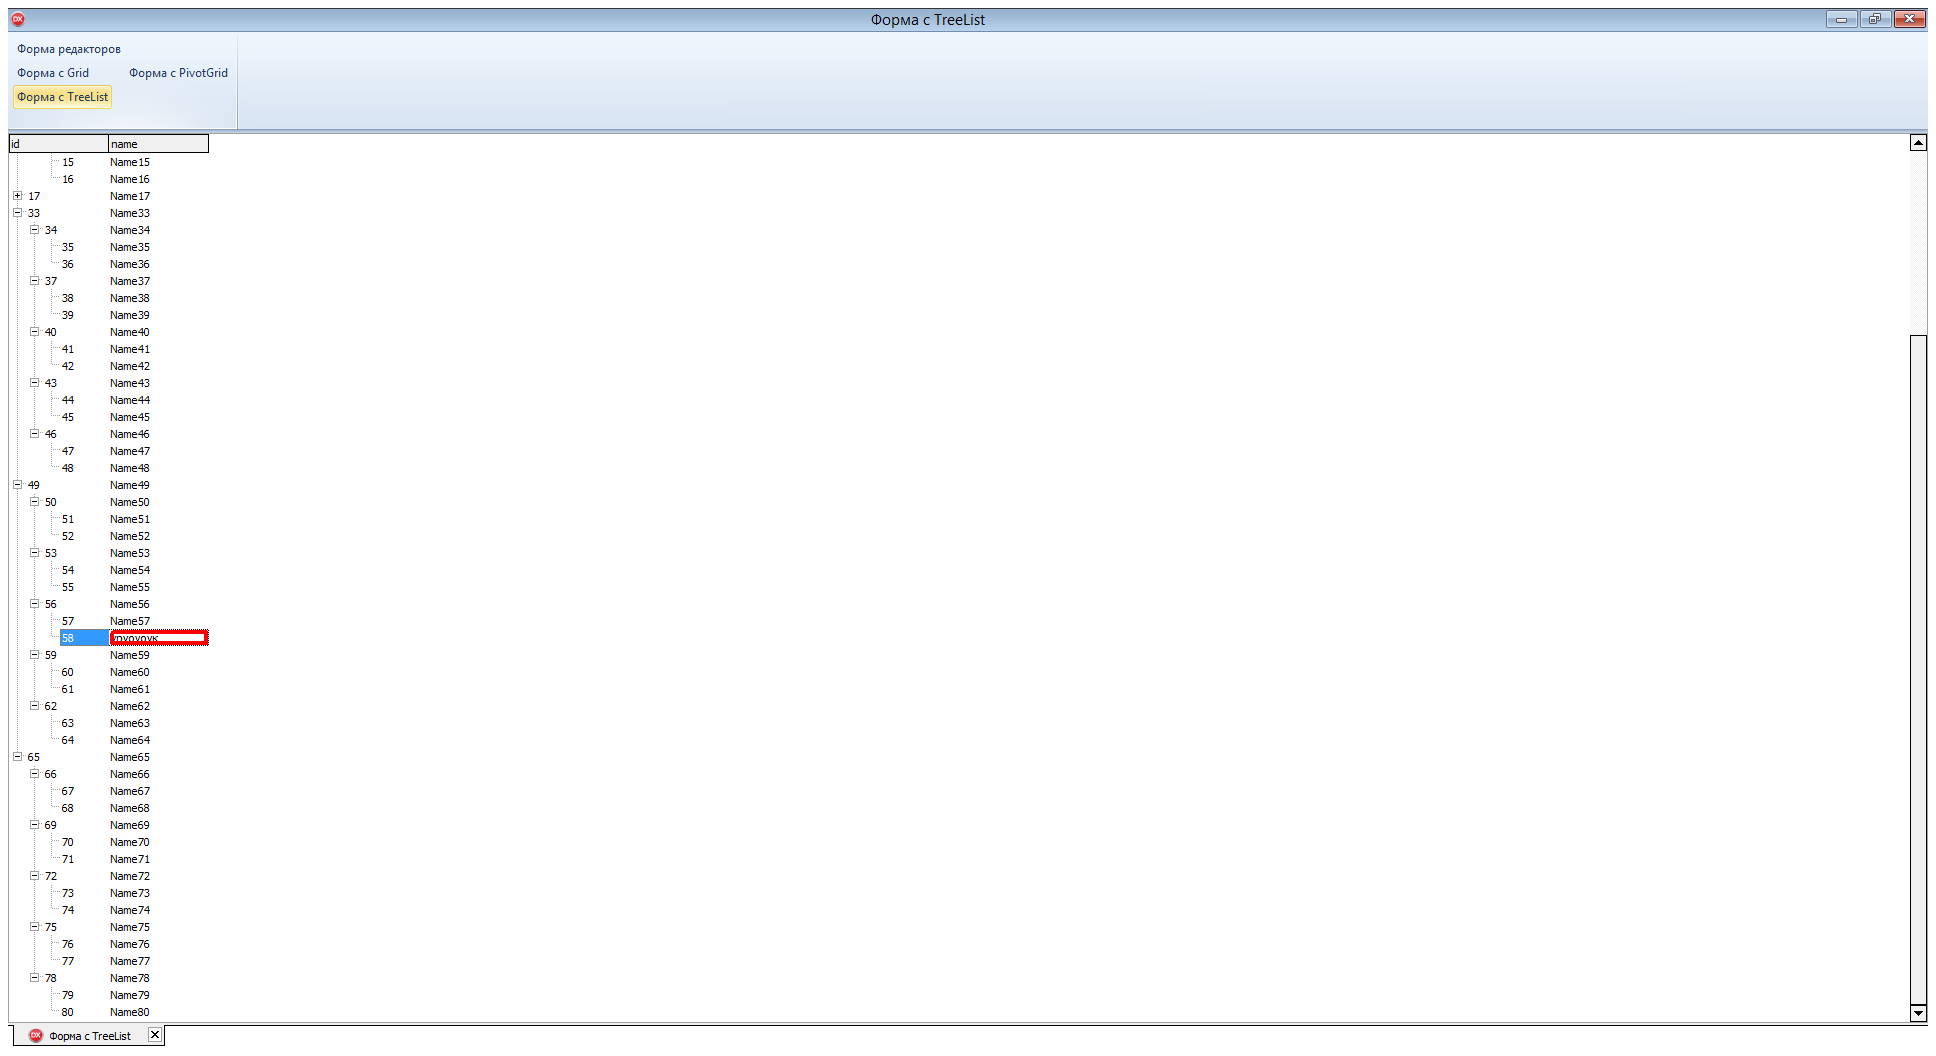 Форма с TreeList
Форма редакторов
Форма с Grid Форма с PivotGrid
Форма с TreeList
id name
15 Name15
16 Name16
17 Name17
33 Name33
34 Name34
35 Name35
36 Name36
37 Name37
38 Name38
39 Name39
40 Name40
41 Name41
42 Name42
43 Name43
44 Name44
45 Name45
46 Name46
47 Name47
48 Name48
49 Name49
50 Name50
51 Name51
52 Name52
53 Name53
54 Name54
55 Name55
56 Name56
57 Name57
58
59 Name59
60 Name60
61 Name61
62 Name62
63 Name63
64 Name64
65 Name65
66 Name66
67 Name67
68 Name68
69 Name69
70 Name70
71 Name71
72 Name72
73 Name73
74 Name74
75 Name75
76 Name76
77 Name77
78 Name78
79 Name79
80 Name80
Форма с TreeList